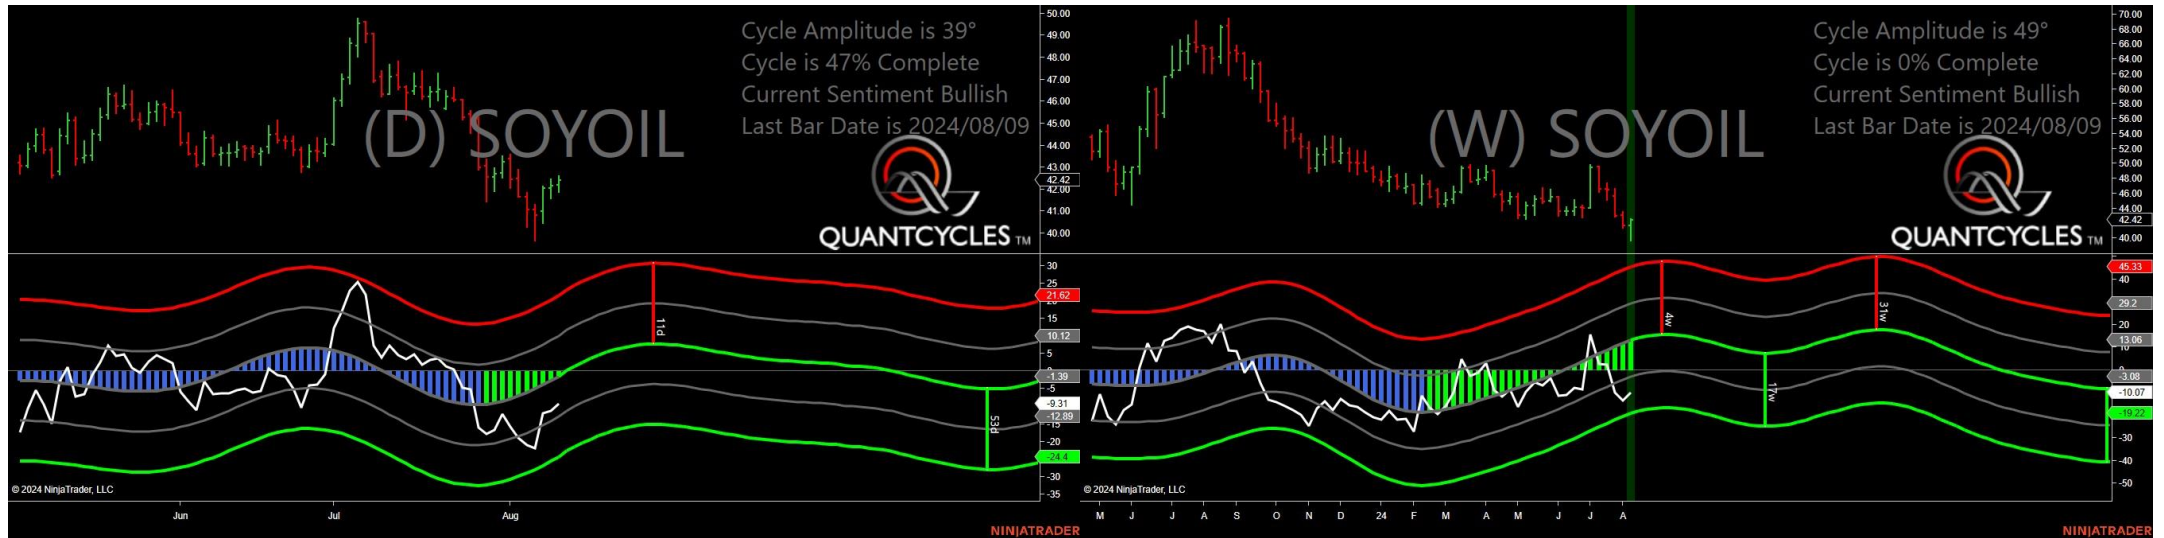 Cycle Amplitude is 39°
Cycle is 47% Complete
Current Sentiment Bullish
Last Bar Date is 2024/08/09
(D) SOYOIL
QUANTCYCLES TM
50.00
49.00
48.00
47.00
46.00
45.00
44.00
43.00
42.42
42.00
41.00
40.00
30
25
21.62
15
10.12
5
-1.39
-5
-9.31
-12.89
-15
-20
-24.4
-30
-35
11d
53d
© 2024 NinjaTrader, LLC
Jun Jul Aug
NINJATRADER
Cycle Amplitude is 49°
Cycle is 0% Complete
Current Sentiment Bullish
Last Bar Date is 2024/08/09
(W) SOYOIL
QUANTCYCLES TM
70.00
68.00
66.00
64.00
62.00
60.00
58.00
56.00
54.00
52.00
50.00
48.00
46.00
44.00
42.42
40.00
45.33
40
29.2
20
13.06
-3.08
-10.07
-19.22
-30
-40
-50
4w
17w
31w
© 2024 NinjaTrader, LLC
M J J A S O N D 24 F M A M J J A
NINJATRADER